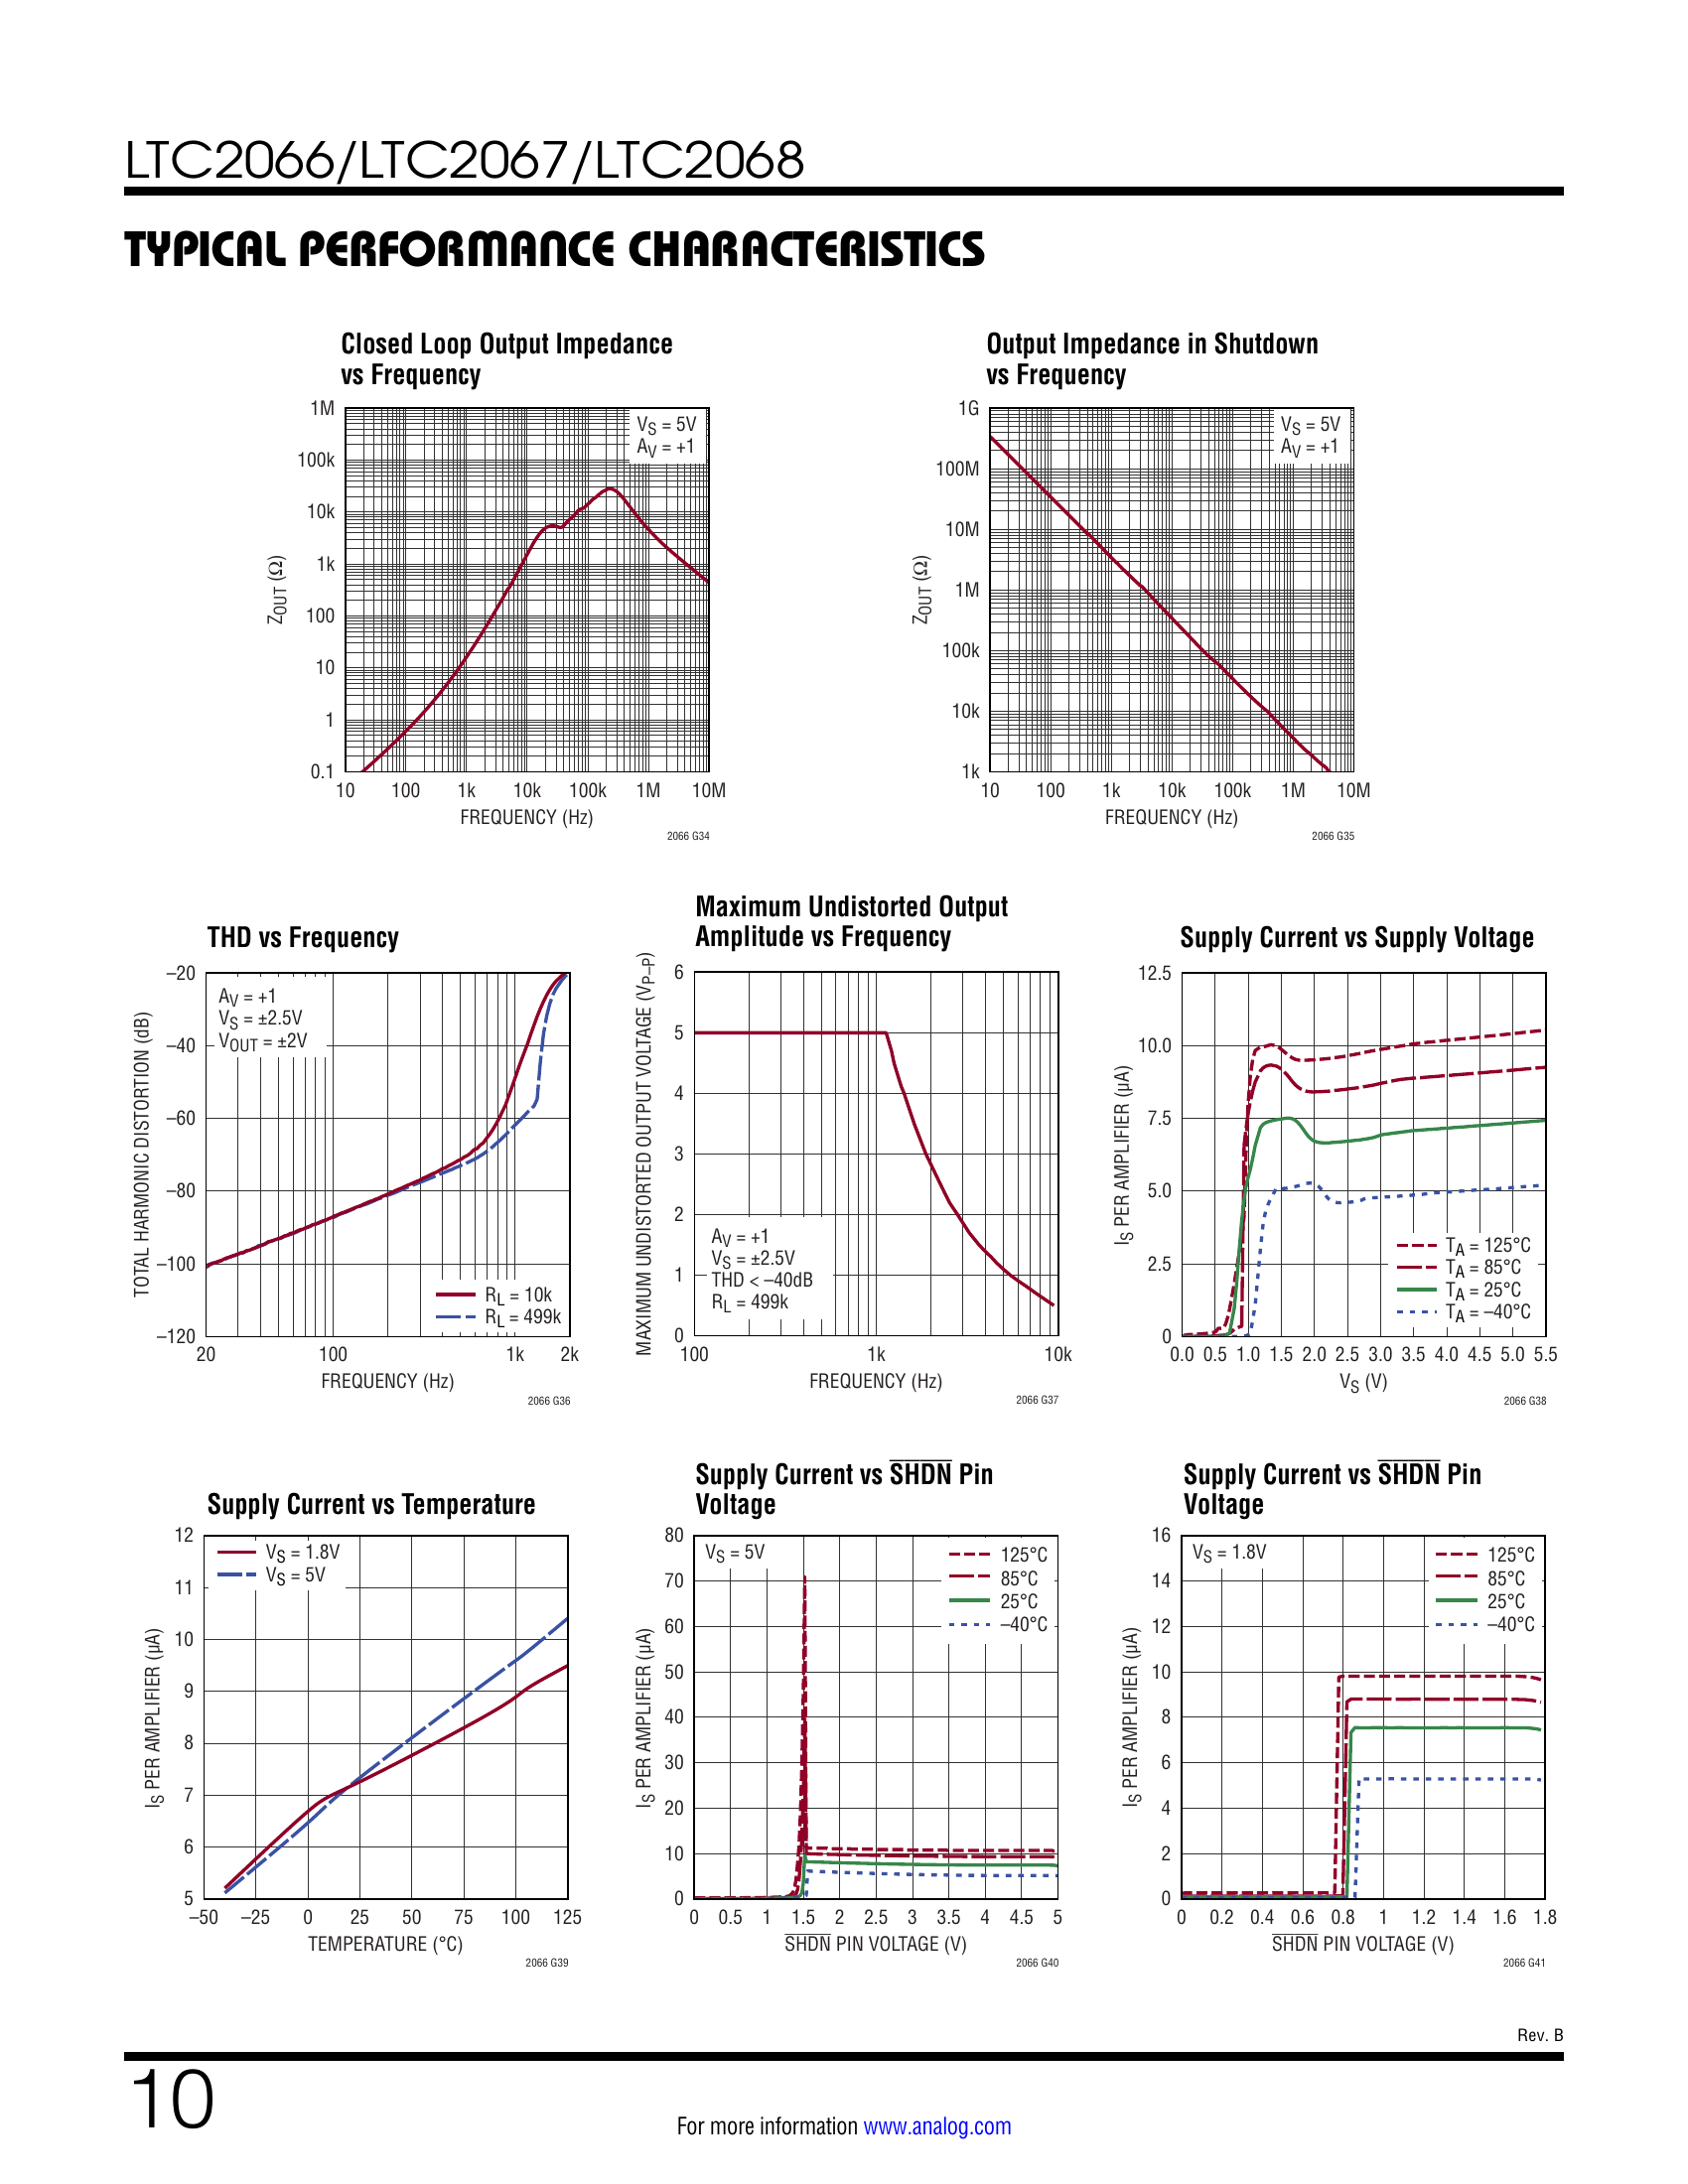 LTC2066/LTC2067/LTC2068
TYPICAL PERFORMANCE CHARACTERISTICS
Closed Loop Output Impedance
vs Frequency
1M
100k
10k
1k
100
10
1
0.1
ZOUT (Ω)
VS = 5V
AV = +1
10 100 1k 10k 100k 1M 10M
FREQUENCY (Hz)
2066 G34
Output Impedance in Shutdown
vs Frequency
1G
100M
10M
1M
100k
10k
1k
ZOUT (Ω)
VS = 5V
AV = +1
10 100 1k 10k 100k 1M 10M
FREQUENCY (Hz)
2066 G35
THD vs Frequency
–20
–40
–60
–80
–100
–120
TOTAL HARMONIC DISTORTION (dB)
AV = +1
VS = ±2.5V
VOUT = ±2V
RL = 10k
RL = 499k
20 100 1k 2k
FREQUENCY (Hz)
2066 G36
Maximum Undistorted Output
Amplitude vs Frequency
6
5
4
3
2
1
0
MAXIMUM UNDISTORTED OUTPUT VOLTAGE (VP–P)
AV = +1
VS = ±2.5V
THD < –40dB
RL = 499k
100 1k 10k
FREQUENCY (Hz)
2066 G37
Supply Current vs Supply Voltage
12.5
10.0
7.5
5.0
2.5
0
IS PER AMPLIFIER (µA)
TA = 125°C
TA = 85°C
TA = 25°C
TA = –40°C
0.0 0.5 1.0 1.5 2.0 2.5 3.0 3.5 4.0 4.5 5.0 5.5
VS (V)
2066 G38
Supply Current vs Temperature
12
11
10
9
8
7
6
5
IS PER AMPLIFIER (µA)
VS = 1.8V
VS = 5V
–50 –25 0 25 50 75 100 125
TEMPERATURE (°C)
2066 G39
Supply Current vs SHDN Pin
Voltage
80
70
60
50
40
30
20
10
0
IS PER AMPLIFIER (µA)
VS = 5V
125°C
85°C
25°C
–40°C
0 0.5 1 1.5 2 2.5 3 3.5 4 4.5 5
SHDN PIN VOLTAGE (V)
2066 G40
Supply Current vs SHDN Pin
Voltage
16
14
12
10
8
6
4
2
0
IS PER AMPLIFIER (µA)
VS = 1.8V
125°C
85°C
25°C
–40°C
0 0.2 0.4 0.6 0.8 1 1.2 1.4 1.6 1.8
SHDN PIN VOLTAGE (V)
2066 G41
Rev. B
10
For more information www.analog.com